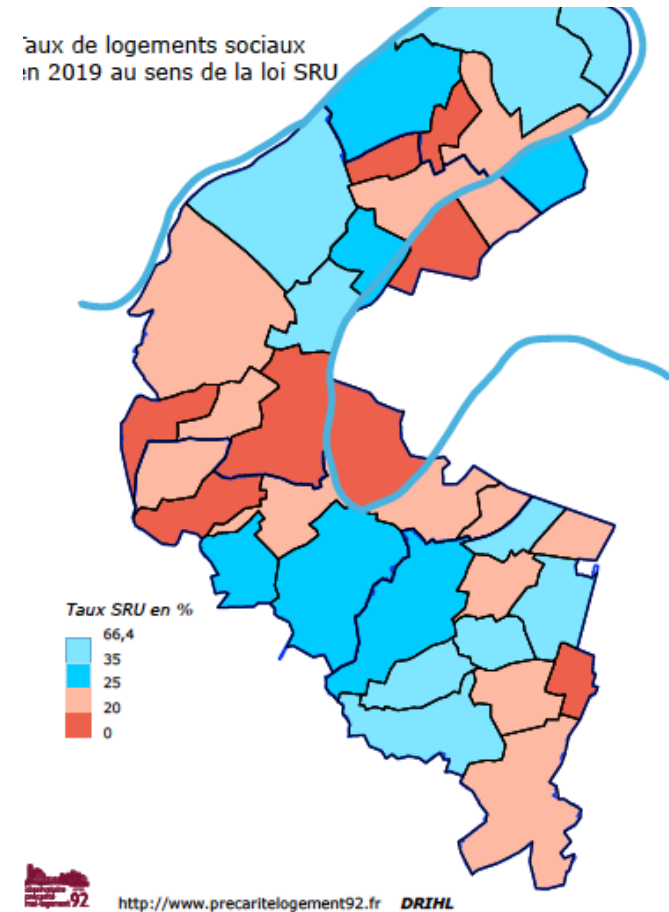 Taux de logements sociaux
en 2019 au sens de la loi SRU
Taux SRU en %
66,4
35
25
20
0
92
http://www.precaritelogement92.fr DRIHL